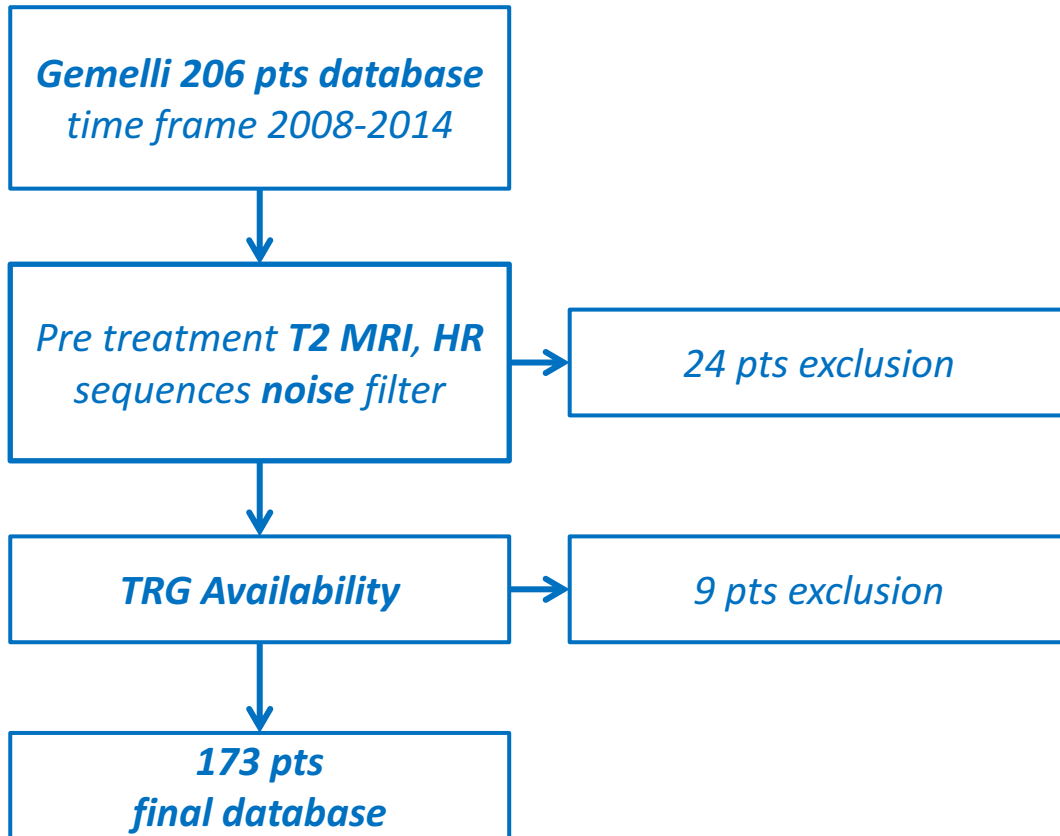 Gemelli 206 pts database
time frame 2008-2014
Pre treatment T2 MRI, HR
sequences noise filter
24 pts exclusion
TRG Availability
9 pts exclusion
173 pts
final database